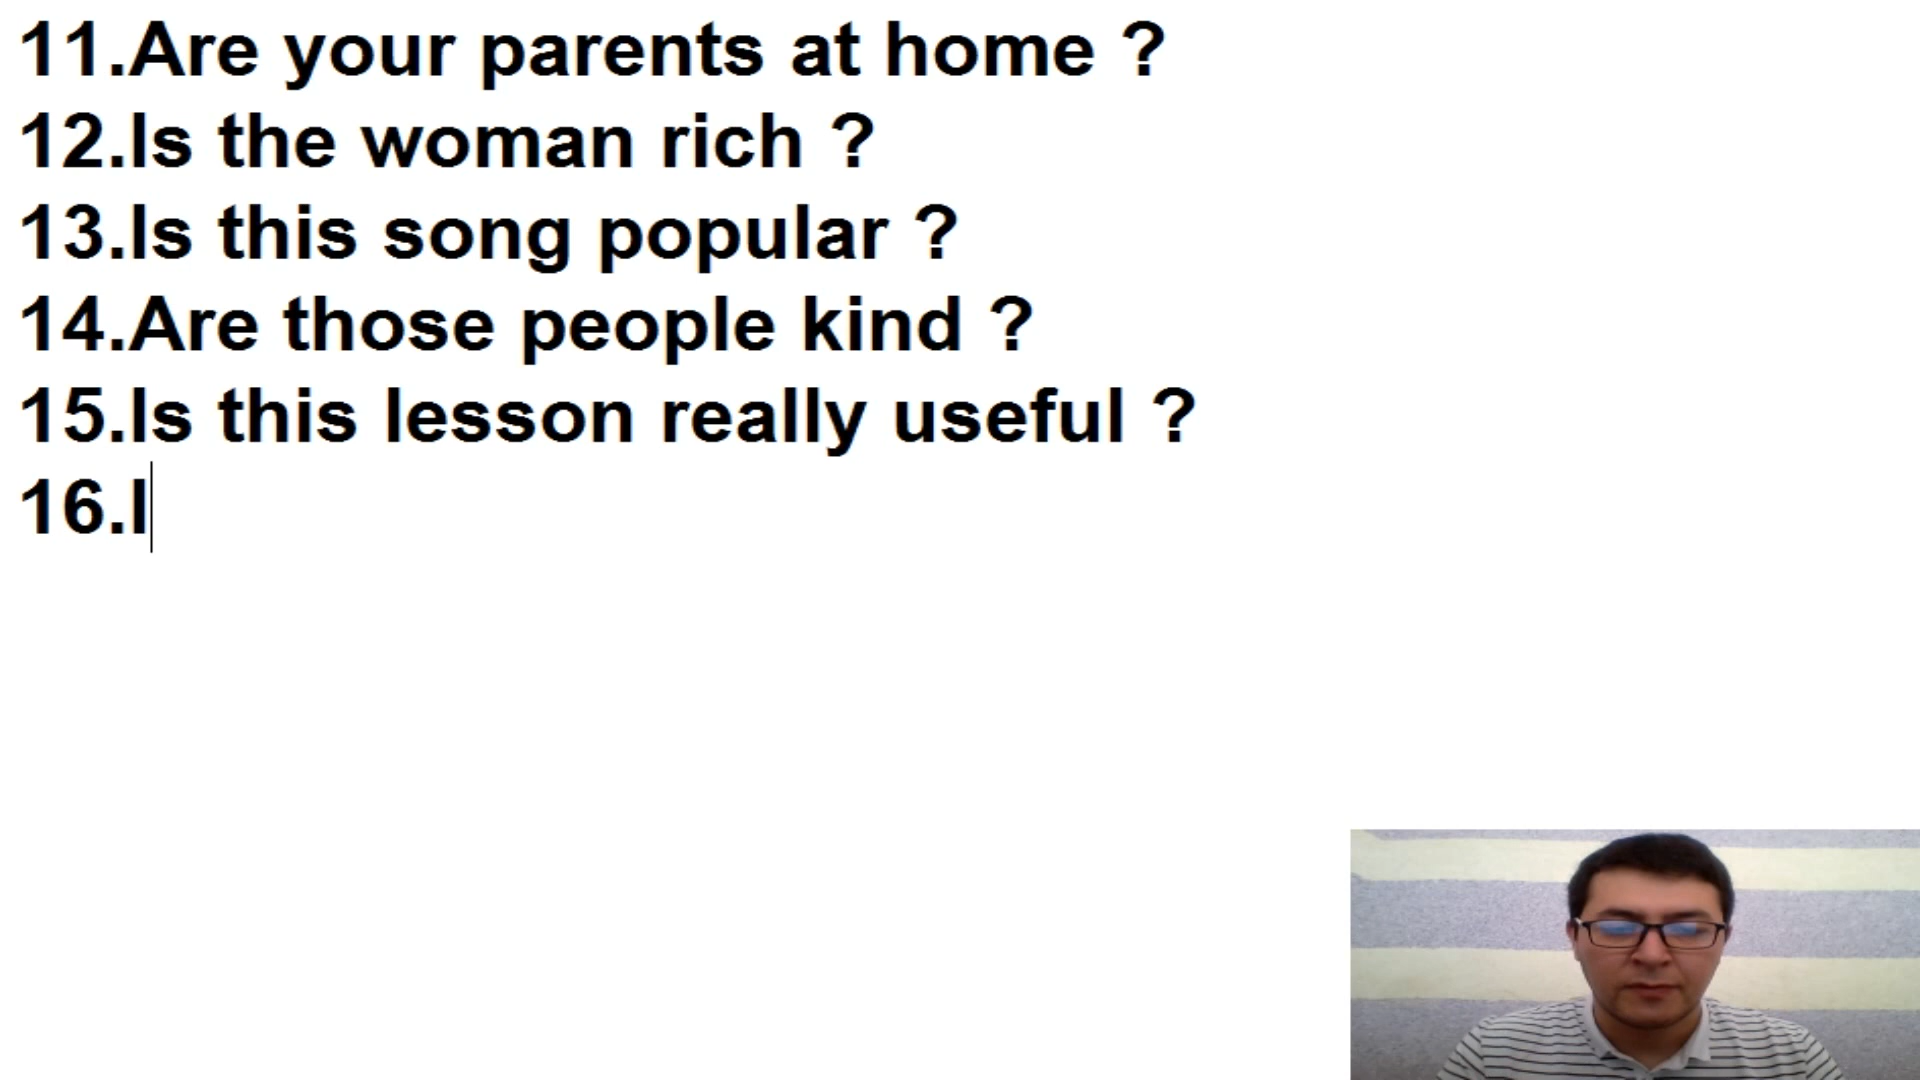 11.Are your parents at home ?
12.Is the woman rich ?
13.Is this song popular ?
14.Are those people kind ?
15.Is this lesson really useful ?
16.I